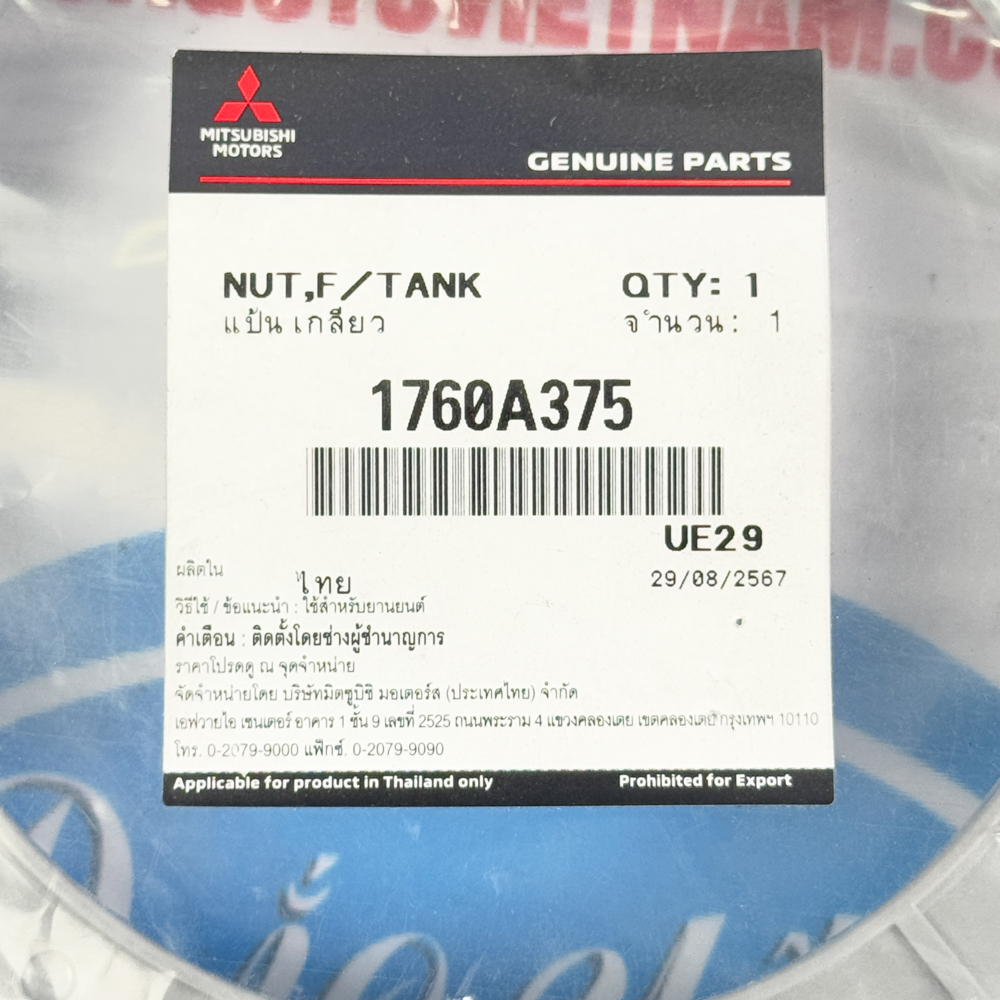 VIETNAM.C
MITSUBISHI
MOTORS
GENUINE PARTS
NUT,F/TANK QTY: 1
แป้นเกลียว จำนวน: 1
1760A375
UE29
ผลิตใน ไทย 29/08/2567
วิธีใช้ / ข้อแนะนำ : ใช้สำหรับยานยนต์
คำเตือน : ติดตั้งโดยช่างผู้ชำนาญการ
ราคาโปรดดู ณ จุดจำหน่าย
จัดจำหน่ายโดย บริษัทมิตซูบิชิ มอเตอร์ส (ประเทศไทย) จำกัด
เอฟวายไอ เซนเตอร์ อาคาร 1 ชั้น 9 เลขที่ 2525 ถนนพระราม 4 แขวงคลองเตย เขตคลองเตย กรุงเทพฯ 10110
โทร. 0-2079-9000 แฟ็กซ์. 0-2079-9090
Applicable for product in Thailand only Prohibited for Export